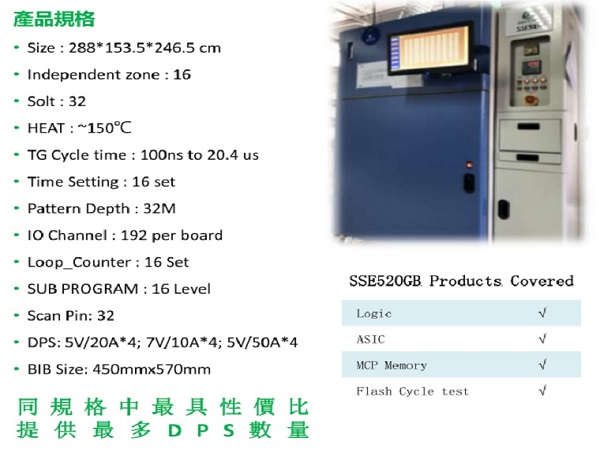 產品規格
• Size : 288*153.5*246.5 cm
• Independent zone : 16
• Solt : 32
• HEAT : ~150℃
• TG Cycle time : 100ns to 20.4 us
• Time Setting : 16 set
• Pattern Depth : 32M
• IO Channel : 192 per board
• Loop_Counter : 16 Set
• SUB PROGRAM : 16 Level
• Scan Pin: 32
• DPS: 5V/20A*4; 7V/10A*4; 5V/50A*4
• BIB Size: 450mmx570mm
同規格中最具性價比
提供最多DPS數量
SSE520GB Products Covered
Logic √
ASIC √
MCP Memory √
Flash Cycle test √